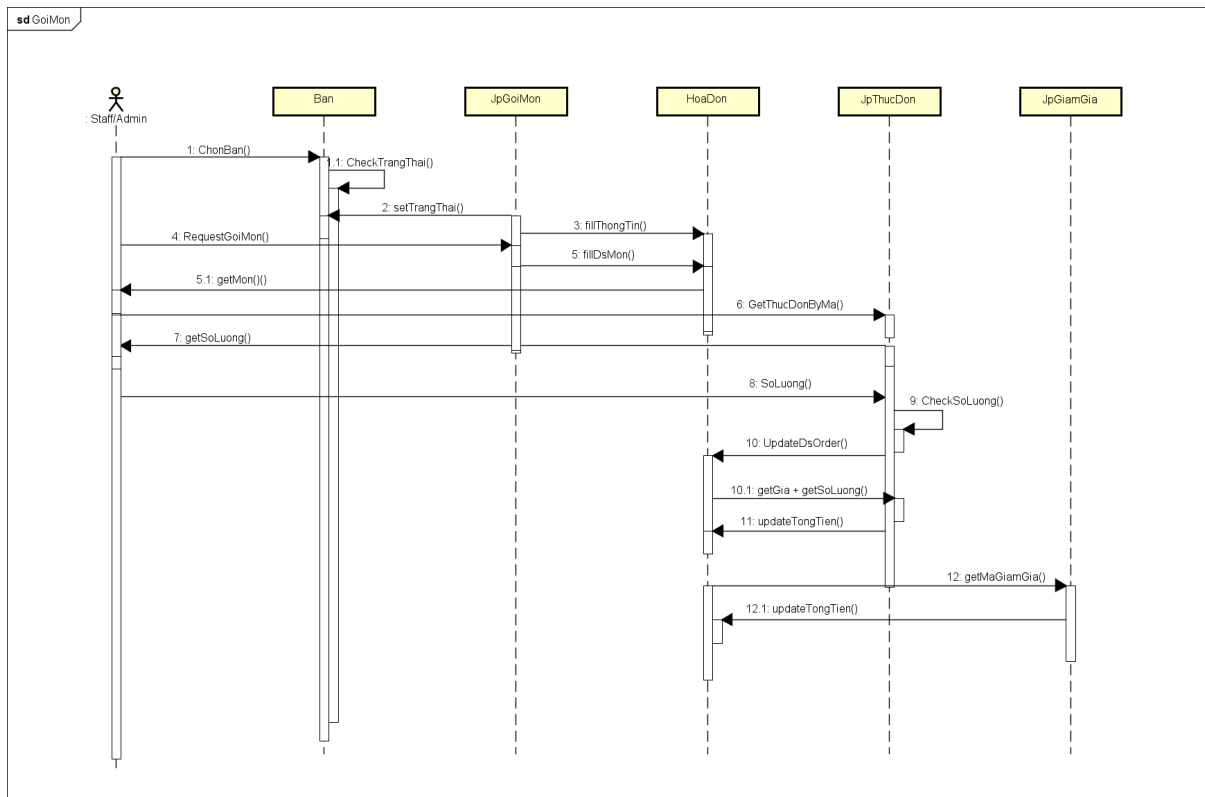 sd GoiMon
: Staff/Admin
Ban
JpGoiMon
HoaDon
JpThucDon
JpGiamGia
1: ChonBan()
1.1: CheckTrangThai()
2: setTrangThai()
3: fillThongTin()
4: RequestGoiMon()
5: fillDsMon()
5.1: getMon()()
6: GetThucDonByMa()
7: getSoLuong()
8: SoLuong()
9: CheckSoLuong()
10: UpdateDsOrder()
10.1: getGia + getSoLuong()
11: updateTongTien()
12: getMaGiamGia()
12.1: updateTongTien()